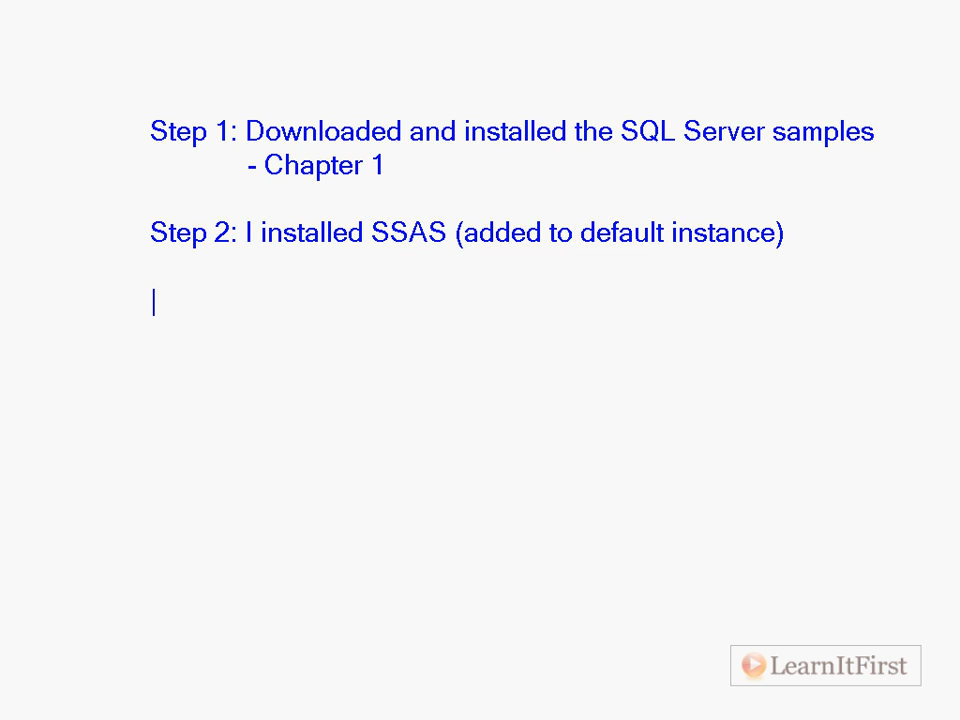 Step 1: Downloaded and installed the SQL Server samples
- Chapter 1
Step 2: I installed SSAS (added to default instance)
LearnItFirst